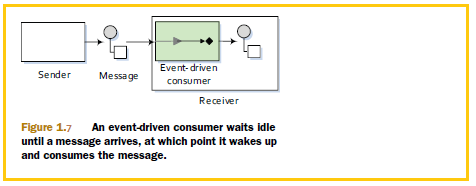 Sender
Message
Event-driven
consumer
Receiver
Figure 1.7 An event-driven consumer waits idle
until a message arrives, at which point it wakes up
and consumes the message.